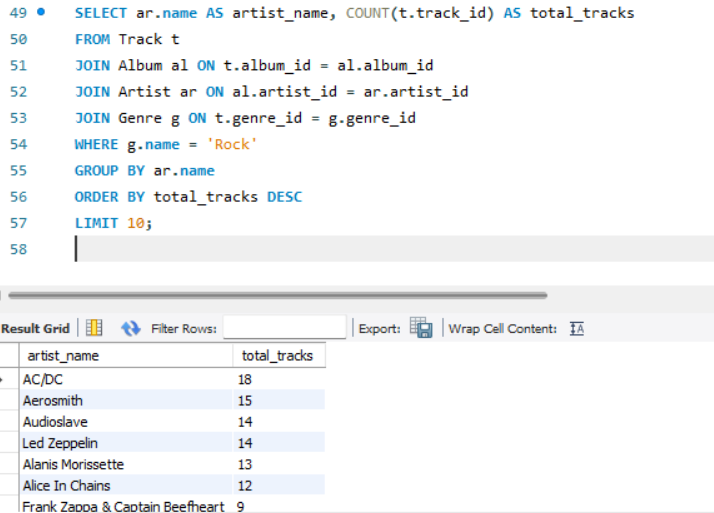 49 SELECT ar.name AS artist_name, COUNT(t.track_id) AS total_tracks
50 FROM Track t
51 JOIN Album al ON t.album_id = al.album_id
52 JOIN Artist ar ON al.artist_id = ar.artist_id
53 JOIN Genre g ON t.genre_id = g.genre_id
54 WHERE g.name = 'Rock'
55 GROUP BY ar.name
56 ORDER BY total_tracks DESC
57 LIMIT 10;
58
Result Grid Filter Rows: Export: Wrap Cell Content:
artist_name total_tracks
AC/DC 18
Aerosmith 15
Audioslave 14
Led Zeppelin 14
Alanis Morissette 13
Alice In Chains 12
Frank Zappa & Captain Beefheart 9